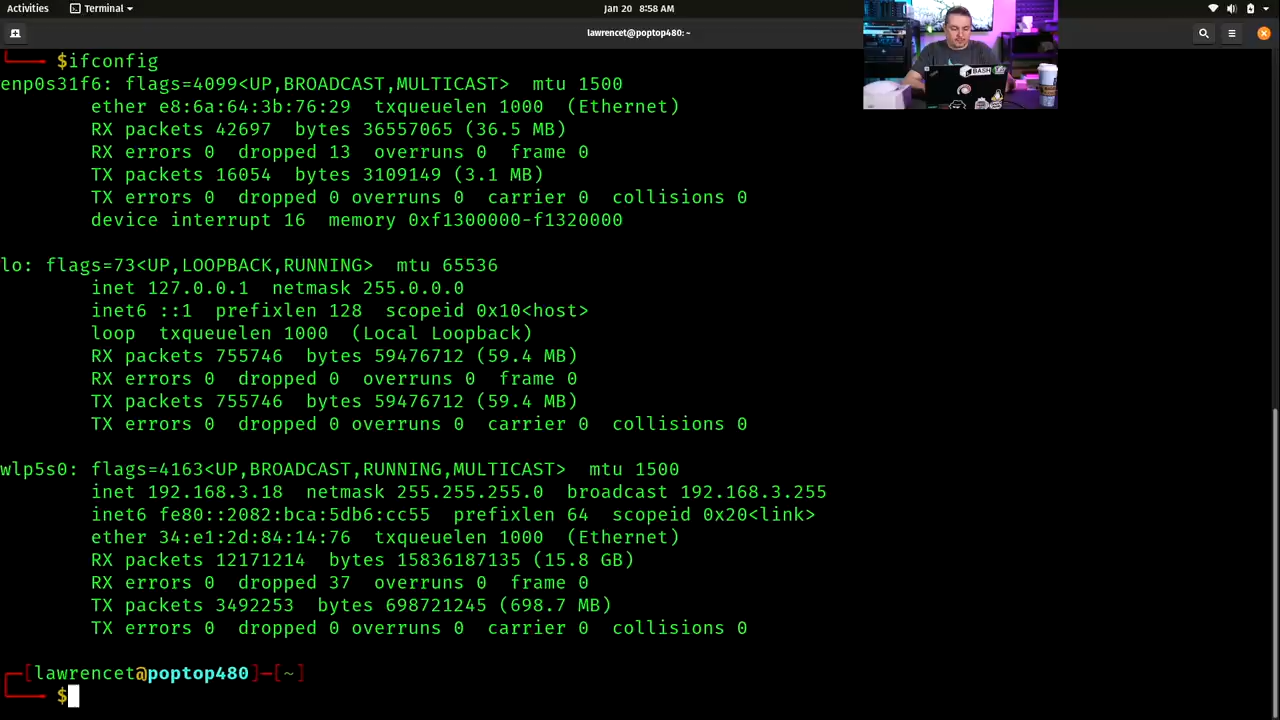 Activities
Terminal
Jan 20 8:58 AM
lawrencet@poptop480: ~
BASH
$ifconfig
enp0s31f6: flags=4099<UP,BROADCAST,MULTICAST>  mtu 1500
        ether e8:6a:64:3b:76:29  txqueuelen 1000  (Ethernet)
        RX packets 42697  bytes 36557065 (36.5 MB)
        RX errors 0  dropped 13  overruns 0  frame 0
        TX packets 16054  bytes 3109149 (3.1 MB)
        TX errors 0  dropped 0 overruns 0  carrier 0  collisions 0
        device interrupt 16  memory 0xf1300000-f1320000
lo: flags=73<UP,LOOPBACK,RUNNING>  mtu 65536
        inet 127.0.0.1  netmask 255.0.0.0
        inet6 ::1  prefixlen 128  scopeid 0x10<host>
        loop  txqueuelen 1000  (Local Loopback)
        RX packets 755746  bytes 59476712 (59.4 MB)
        RX errors 0  dropped 0  overruns 0  frame 0
        TX packets 755746  bytes 59476712 (59.4 MB)
        TX errors 0  dropped 0 overruns 0  carrier 0  collisions 0
wlp5s0: flags=4163<UP,BROADCAST,RUNNING,MULTICAST>  mtu 1500
        inet 192.168.3.18  netmask 255.255.255.0  broadcast 192.168.3.255
        inet6 fe80::2082:bca:5db6:cc55  prefixlen 64  scopeid 0x20<link>
        ether 34:e1:2d:84:14:76  txqueuelen 1000  (Ethernet)
        RX packets 12171214  bytes 15836187135 (15.8 GB)
        RX errors 0  dropped 37  overruns 0  frame 0
        TX packets 3492253  bytes 698721245 (698.7 MB)
        TX errors 0  dropped 0 overruns 0  carrier 0  collisions 0
[lawrencet@poptop480]-[~]
$